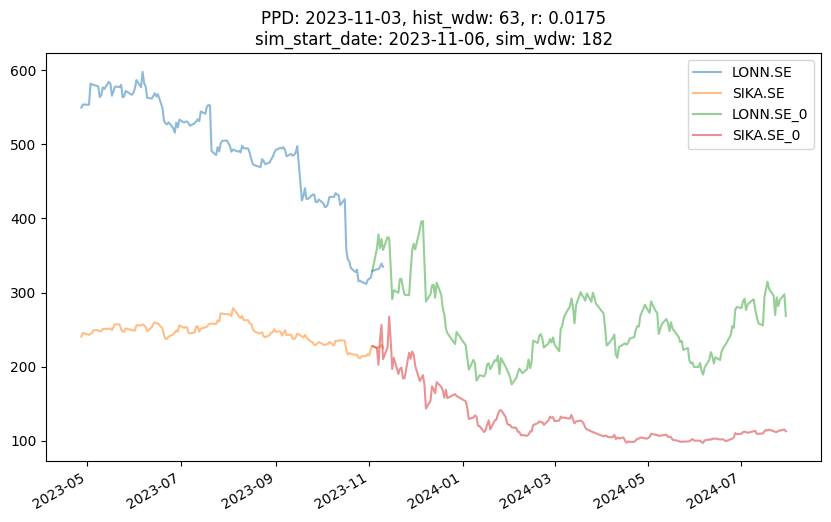 PPD: 2023-11-03, hist_wdw: 63, r: 0.0175
sim_start_date: 2023-11-06, sim_wdw: 182
LONN.SE
SIKA.SE
LONN.SE_0
SIKA.SE_0
600
500
400
300
200
100
2023-05
2023-07
2023-09
2023-11
2024-01
2024-03
2024-05
2024-07